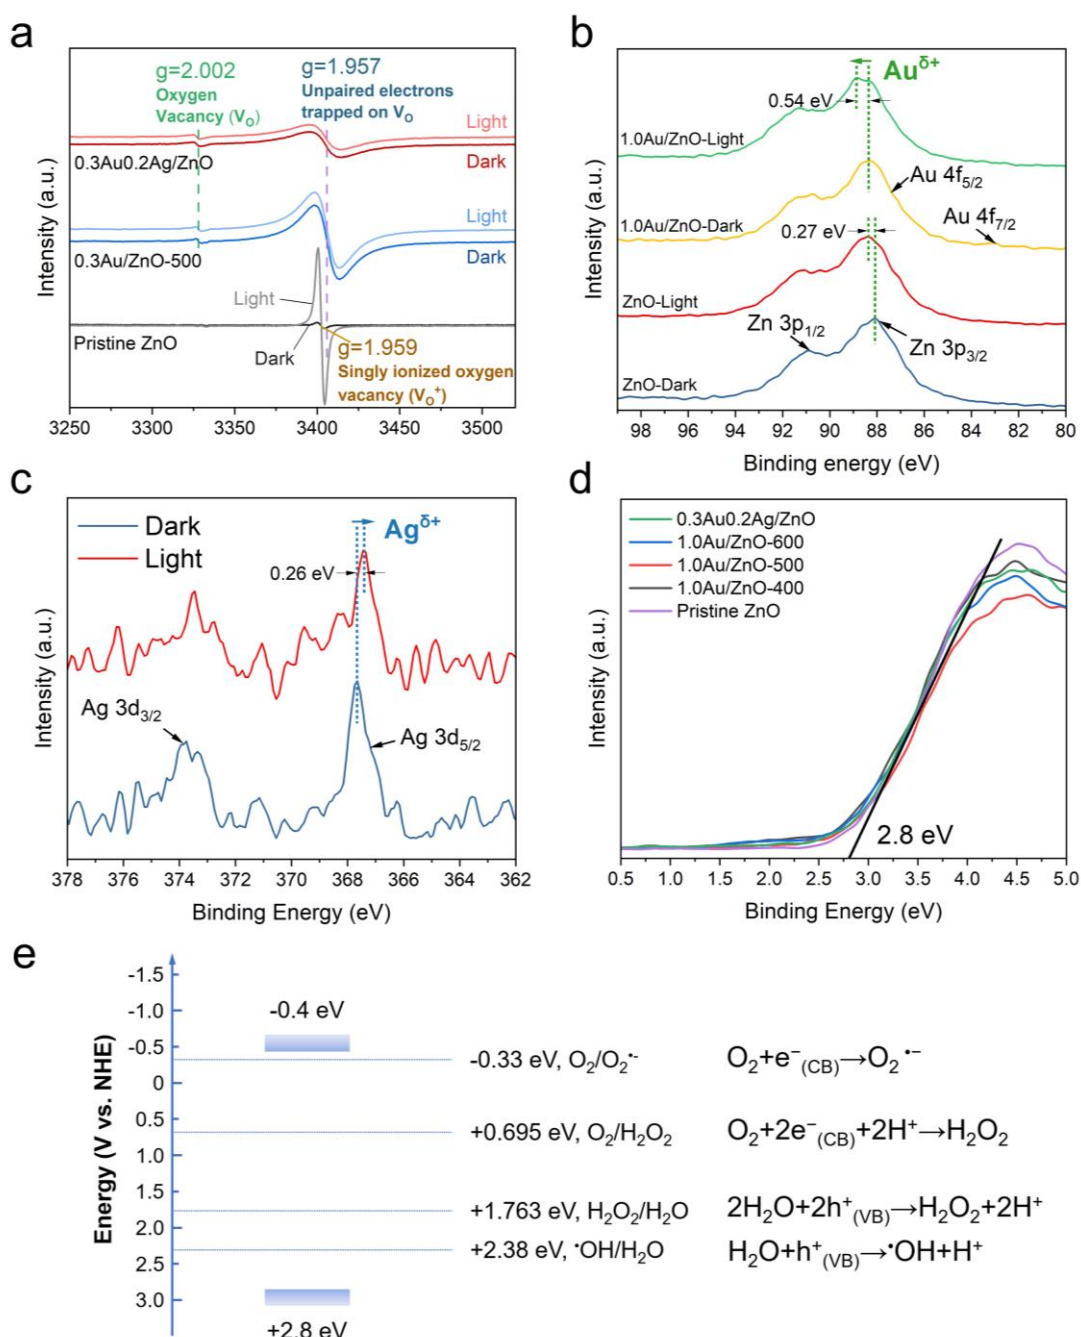 a
g=2.002
Oxygen
Vacancy (V_O)
g=1.957
Unpaired electrons
trapped on V_O
Light
0.3Au0.2Ag/ZnO
Dark
Light
0.3Au/ZnO-500
Dark
Light
Pristine ZnO
Dark
g=1.959
Singly ionized oxygen
vacancy (V_O⁺)
Intensity (a.u.)
3250 3300 3350 3400 3450 3500
b
Au^δ+
0.54 eV
1.0Au/ZnO-Light
Au 4f₅/₂
Au 4f₇/₂
1.0Au/ZnO-Dark
0.27 eV
ZnO-Light
Zn 3p₁/₂
Zn 3p₃/₂
ZnO-Dark
Intensity (a.u.)
98 96 94 92 90 88 86 84 82 80
Binding energy (eV)
c
Dark
Light
Ag^δ+
0.26 eV
Ag 3d₃/₂
Ag 3d₅/₂
Intensity (a.u.)
378 376 374 372 370 368 366 364 362
Binding Energy (eV)
d
0.3Au0.2Ag/ZnO
1.0Au/ZnO-600
1.0Au/ZnO-500
1.0Au/ZnO-400
Pristine ZnO
2.8 eV
Intensity (a.u.)
0.5 1.0 1.5 2.0 2.5 3.0 3.5 4.0 4.5 5.0
Binding Energy (eV)
e
Energy (V vs. NHE)
-1.5
-1.0
-0.5
0
0.5
1.0
1.5
2.0
2.5
3.0
-0.4 eV
-0.33 eV, O₂/O₂•⁻ O₂+e⁻(CB)→O₂•⁻
+0.695 eV, O₂/H₂O₂ O₂+2e⁻(CB)+2H⁺→H₂O₂
+1.763 eV, H₂O₂/H₂O 2H₂O+2h⁺(VB)→H₂O₂+2H⁺
+2.38 eV, •OH/H₂O H₂O+h⁺(VB)→•OH+H⁺
+2.8 eV